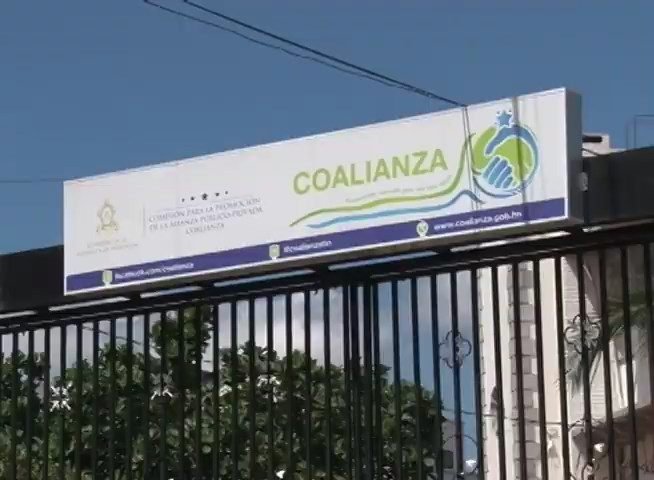 COMISIÓN PARA LA PROMOCIÓN
DE LA ALIANZA PÚBLICO-PRIVADA
COALIANZA
COALIANZA
facebook.com/coalianza
@coalianzahn
www.coalianza.gob.hn